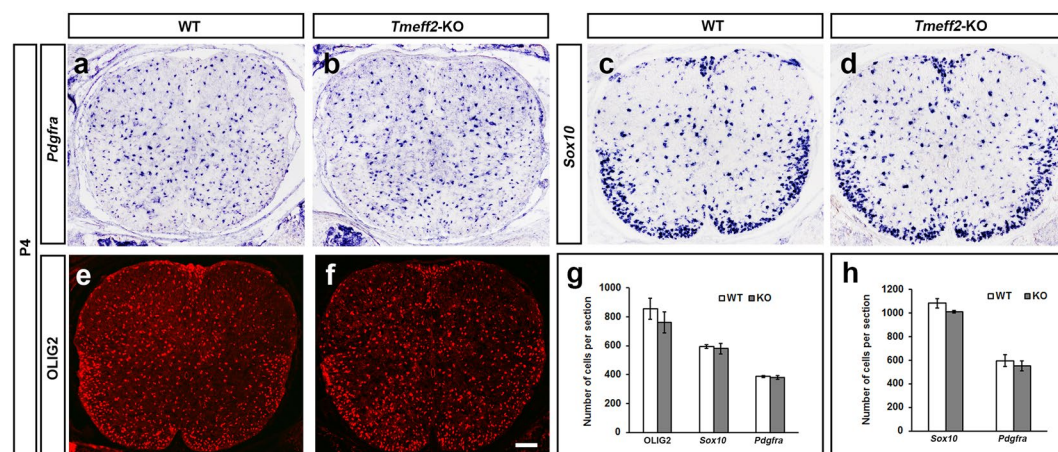 WT
Tmeff2-KO
WT
Tmeff2-KO
P4
Pdgfra
a
b
Sox10
c
d
OLIG2
e
f
g
Number of cells per section
1000
800
600
400
200
0
WT
KO
OLIG2
Sox10
Pdgfra
h
Number of cells per section
1200
1000
800
600
400
200
0
WT
KO
Sox10
Pdgfra